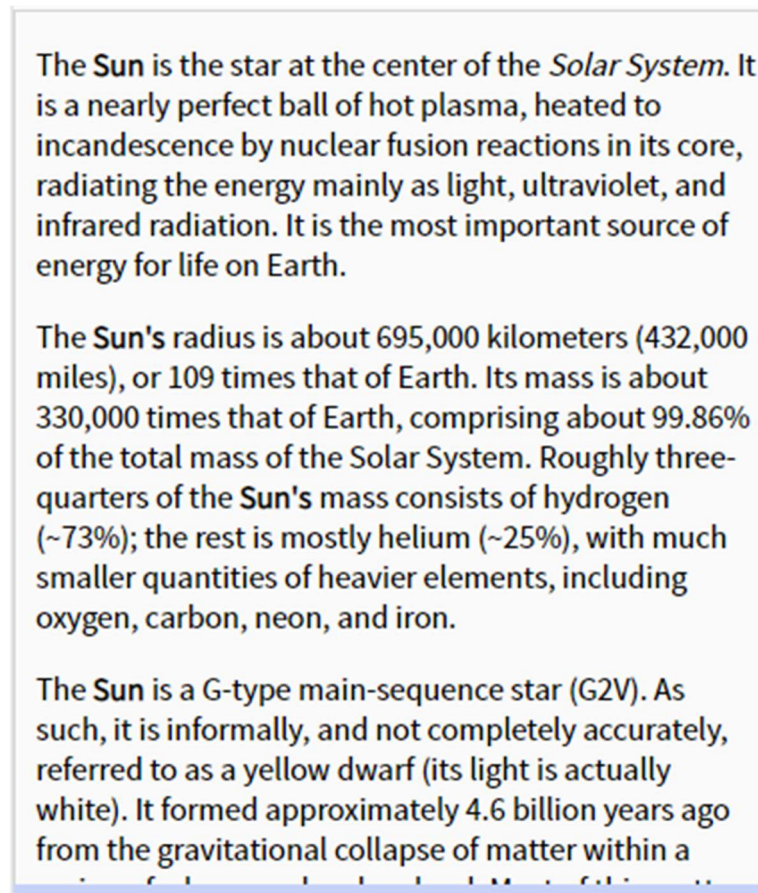 The Sun is the star at the center of the Solar System. It
is a nearly perfect ball of hot plasma, heated to
incandescence by nuclear fusion reactions in its core,
radiating the energy mainly as light, ultraviolet, and
infrared radiation. It is the most important source of
energy for life on Earth.
The Sun's radius is about 695,000 kilometers (432,000
miles), or 109 times that of Earth. Its mass is about
330,000 times that of Earth, comprising about 99.86%
of the total mass of the Solar System. Roughly three-
quarters of the Sun's mass consists of hydrogen
(~73%); the rest is mostly helium (~25%), with much
smaller quantities of heavier elements, including
oxygen, carbon, neon, and iron.
The Sun is a G-type main-sequence star (G2V). As
such, it is informally, and not completely accurately,
referred to as a yellow dwarf (its light is actually
white). It formed approximately 4.6 billion years ago
from the gravitational collapse of matter within a